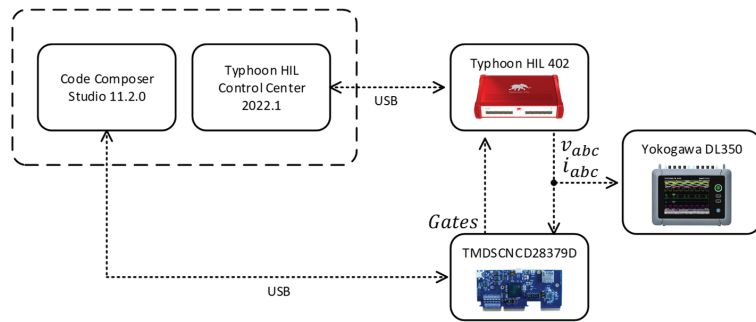 Code Composer
Studio 11.2.0
Typhoon HIL
Control Center
2022.1
USB
Typhoon HIL 402
v_abc
i_abc
Yokogawa DL350
Gates
TMDSCNCD28379D
USB